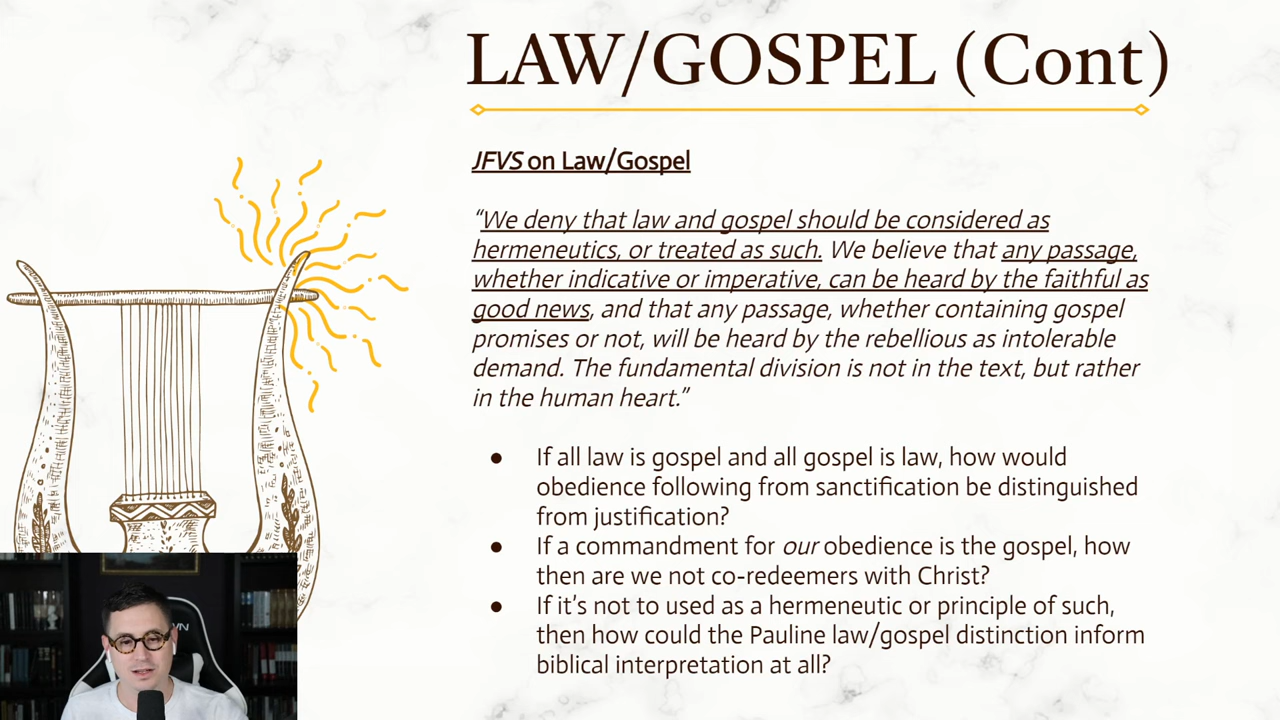 LAW/GOSPEL (Cont)
JFVS on Law/Gospel
“We deny that law and gospel should be considered as
hermeneutics, or treated as such. We believe that any passage,
whether indicative or imperative, can be heard by the faithful as
good news, and that any passage, whether containing gospel
promises or not, will be heard by the rebellious as intolerable
demand. The fundamental division is not in the text, but rather
in the human heart.”
● If all law is gospel and all gospel is law, how would
obedience following from sanctification be distinguished
from justification?
● If a commandment for our obedience is the gospel, how
then are we not co-redeemers with Christ?
● If it’s not to used as a hermeneutic or principle of such,
then how could the Pauline law/gospel distinction inform
biblical interpretation at all?